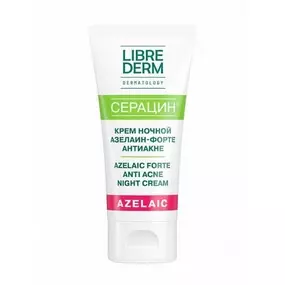 LIBRE
DERM
DERMATOLOGY
СЕРАЦИН
КРЕМ НОЧНОЙ
АЗЕЛАИН-ФОРТЕ
АНТИАКНЕ
AZELAIC FORTE
ANTI ACNE
NIGHT CREAM
AZELAIC